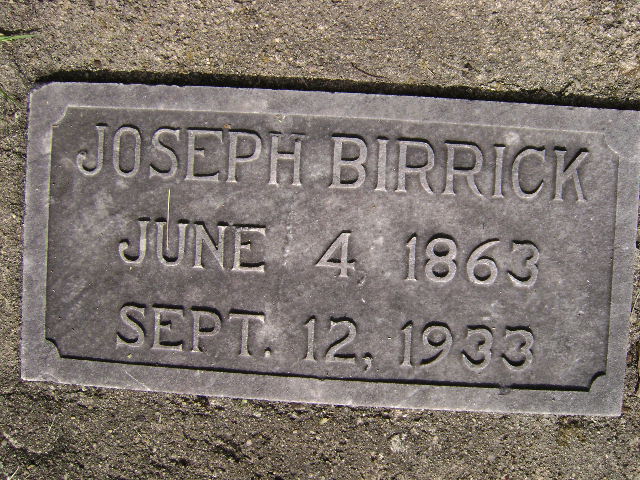 JOSEPH BIRRICK
JUNE 4, 1863
SEPT. 12, 1933